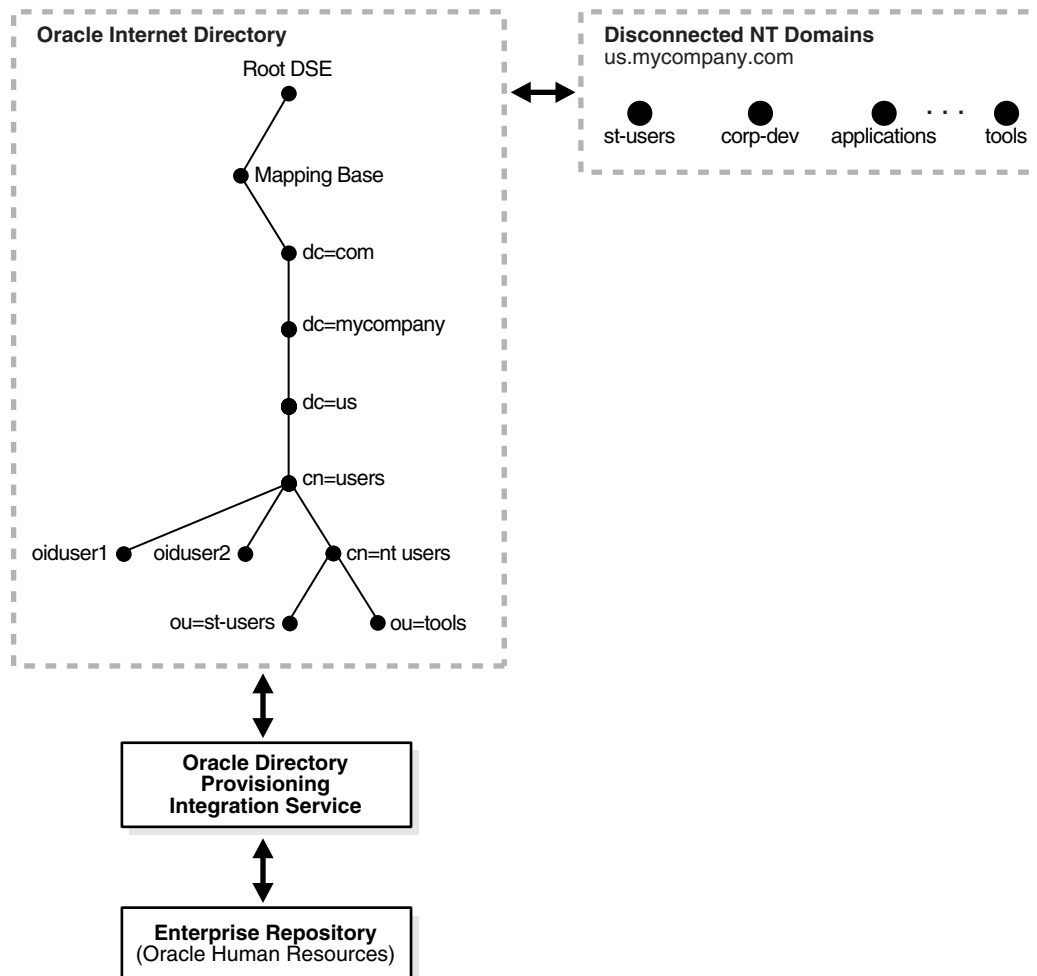 Oracle Internet Directory
Root DSE
Mapping Base
dc=com
dc=mycompany
dc=us
cn=users
oiduser1
oiduser2
cn=nt users
ou=st-users
ou=tools
Disconnected NT Domains
us.mycompany.com
st-users
corp-dev
applications
. . .
tools
Oracle Directory
Provisioning
Integration Service
Enterprise Repository
(Oracle Human Resources)